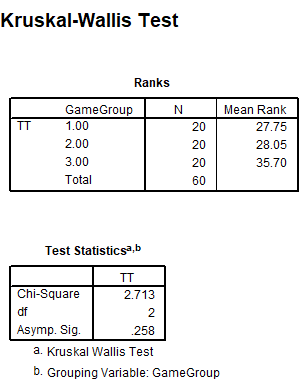 Kruskal-Wallis Test
Ranks
GameGroup N Mean Rank
TT 1.00 20 27.75
2.00 20 28.05
3.00 20 35.70
Total 60
Test Statisticsa,b
TT
Chi-Square 2.713
df 2
Asymp. Sig. .258
a. Kruskal Wallis Test
b. Grouping Variable: GameGroup